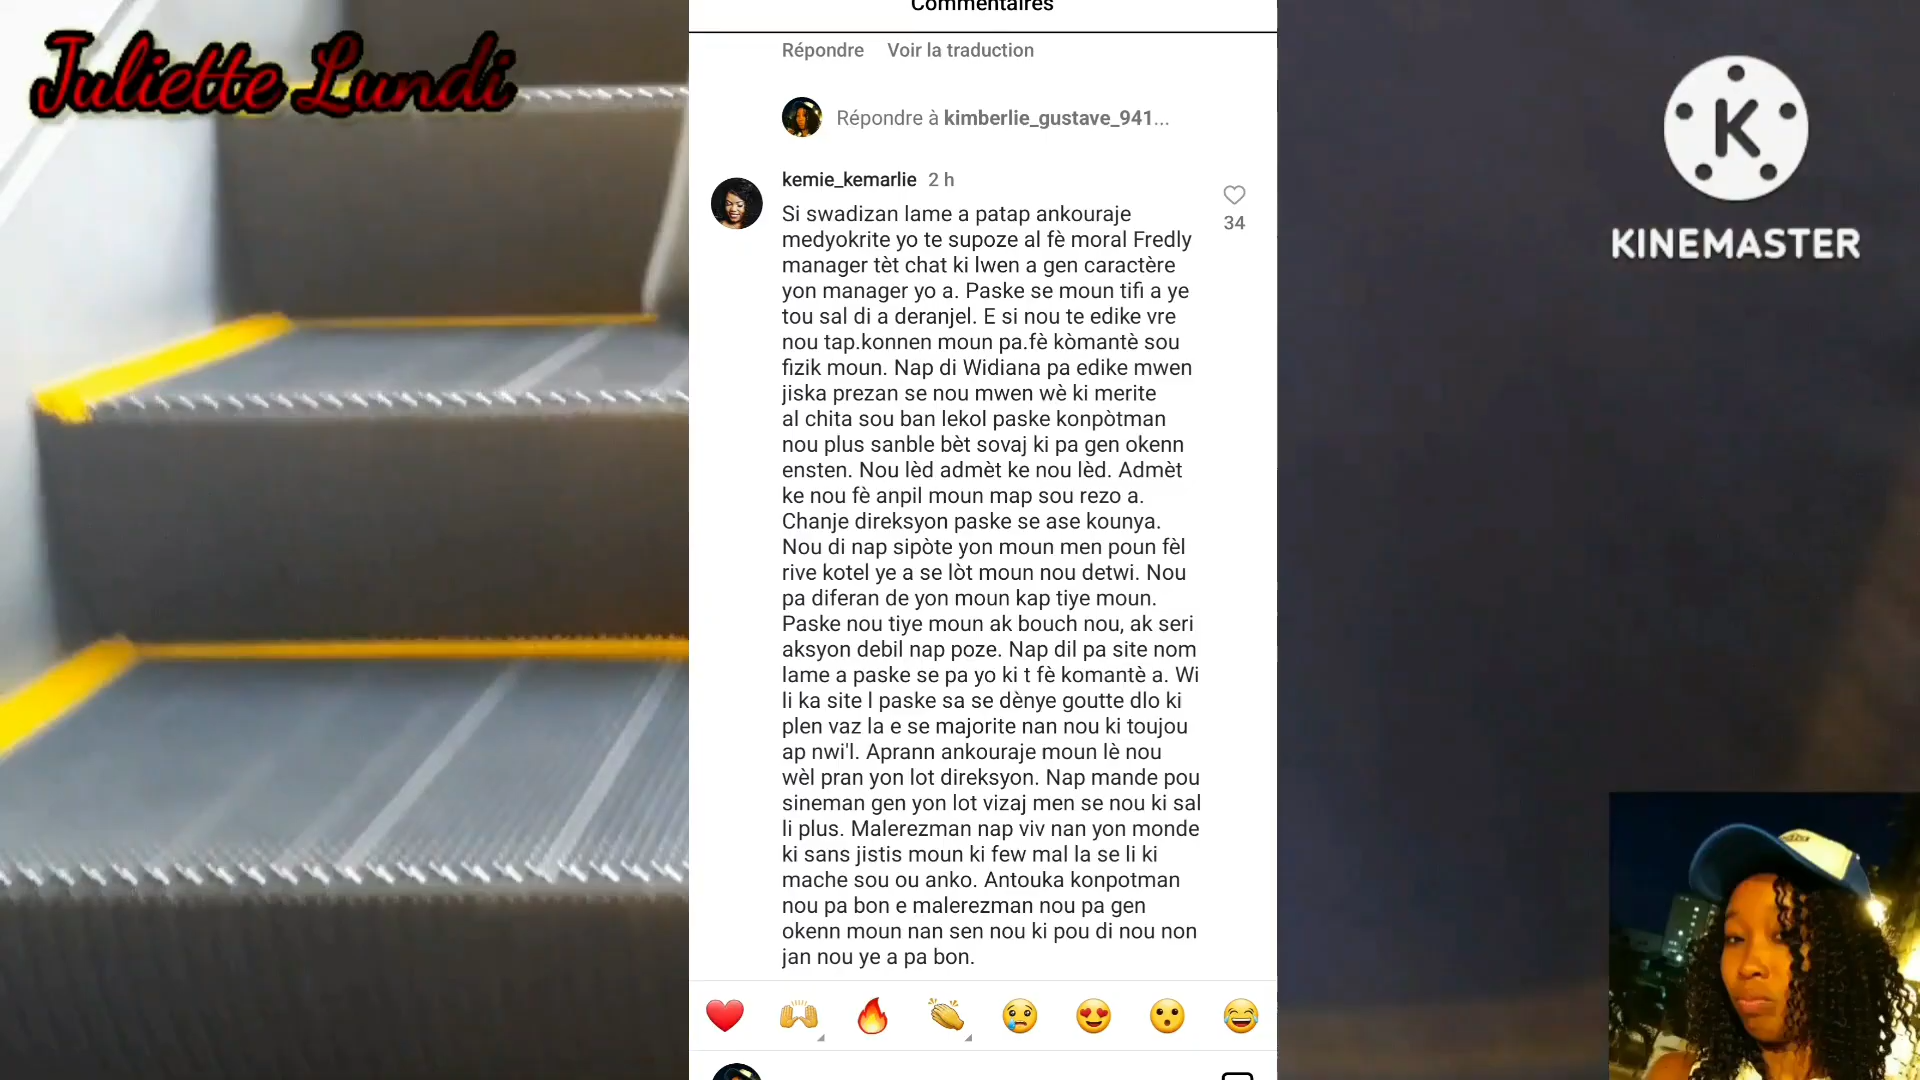 Juliette Lundi
Commentaires
Répondre Voir la traduction
Répondre à kimberlie_gustave_941...
kemie_kemarlie 2 h
34
Si swadizan lame a patap ankouraje
medyokrite yo te supoze al fè moral Fredly
manager tèt chat ki lwen a gen caractère
yon manager yo a. Paske se moun tifi a ye
tou sal di a deranjel. E si nou te edike vre
nou tap.konnen moun pa.fè kòmantè sou
fizik moun. Nap di Widiana pa edike mwen
jiska prezan se nou mwen wè ki merite
al chita sou ban lekol paske konpòtman
nou plus sanble bèt sovaj ki pa gen okenn
ensten. Nou lèd admèt ke nou lèd. Admèt
ke nou fè anpil moun map sou rezo a.
Chanje direksyon paske se ase kounya.
Nou di nap sipòte yon moun men poun fèl
rive kotel ye a se lòt moun nou detwi. Nou
pa diferan de yon moun kap tiye moun.
Paske nou tiye moun ak bouch nou, ak seri
aksyon debil nap poze. Nap dil pa site nom
lame a paske se pa yo ki t fè komantè a. Wi
li ka site l paske sa se dènye goutte dlo ki
plen vaz la e se majorite nan nou ki toujou
ap nwi'l. Aprann ankouraje moun lè nou
wèl pran yon lot direksyon. Nap mande pou
sineman gen yon lot vizaj men se nou ki sal
li plus. Malerezman nap viv nan yon monde
ki sans jistis moun ki few mal la se li ki
mache sou ou anko. Antouka konpotman
nou pa bon e malerezman nou pa gen
okenn moun nan sen nou ki pou di nou non
jan nou ye a pa bon.
K
KINEMASTER